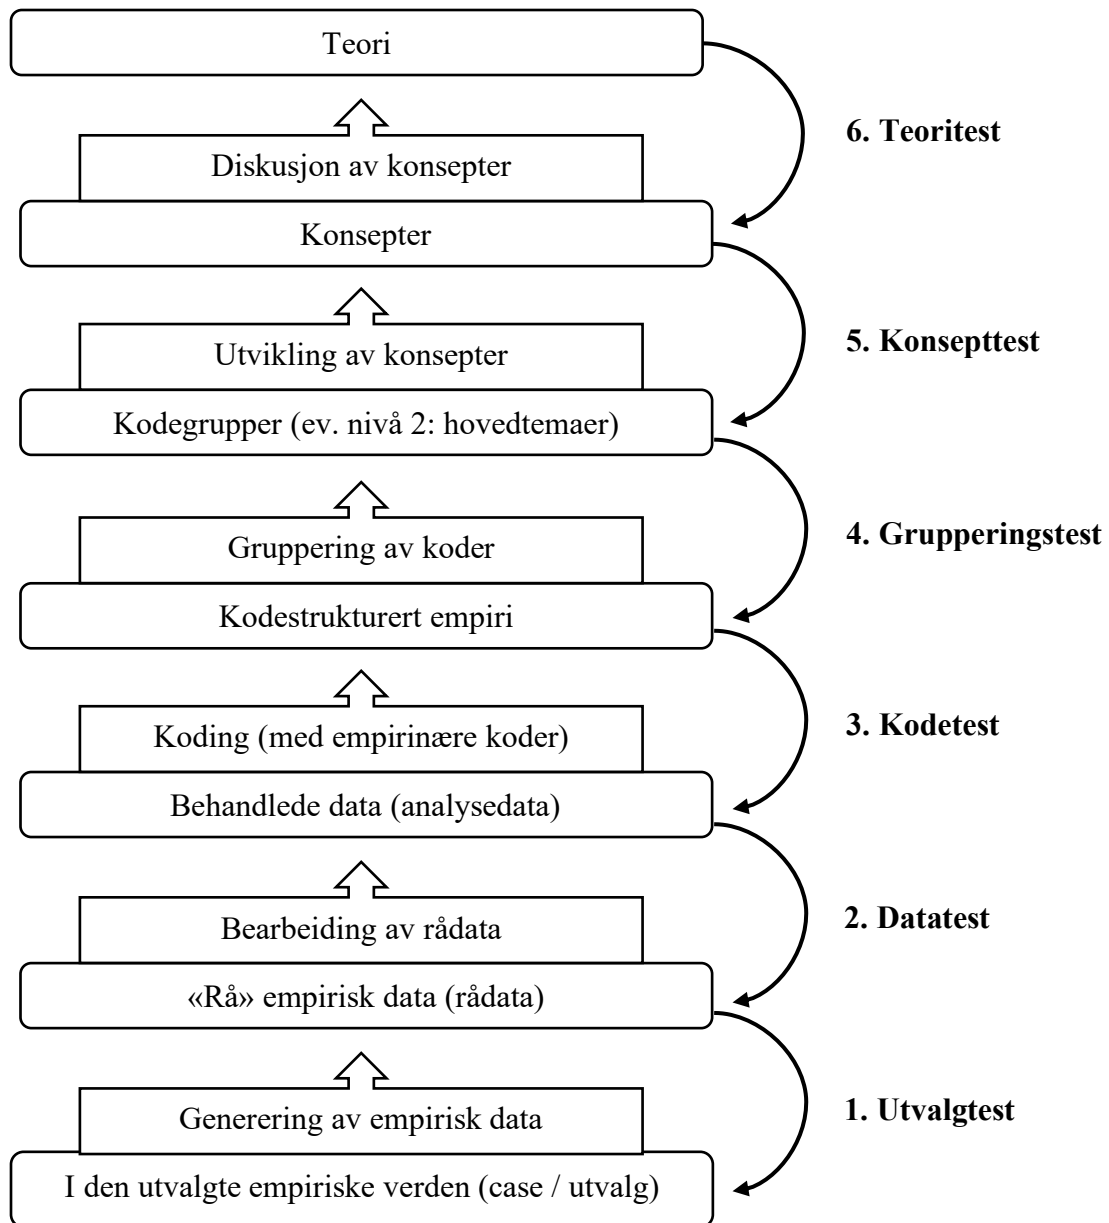 Teori
6. Teoritest
Diskusjon av konsepter
Konsepter
5. Konsepttest
Utvikling av konsepter
Kodegrupper (ev. nivå 2: hovedtemaer)
4. Grupperingstest
Gruppering av koder
Kodestrukturert empiri
3. Kodetest
Koding (med empirinære koder)
Behandlede data (analysedata)
2. Datatest
Bearbeiding av rådata
«Rå» empirisk data (rådata)
1. Utvalgtest
Generering av empirisk data
I den utvalgte empiriske verden (case / utvalg)